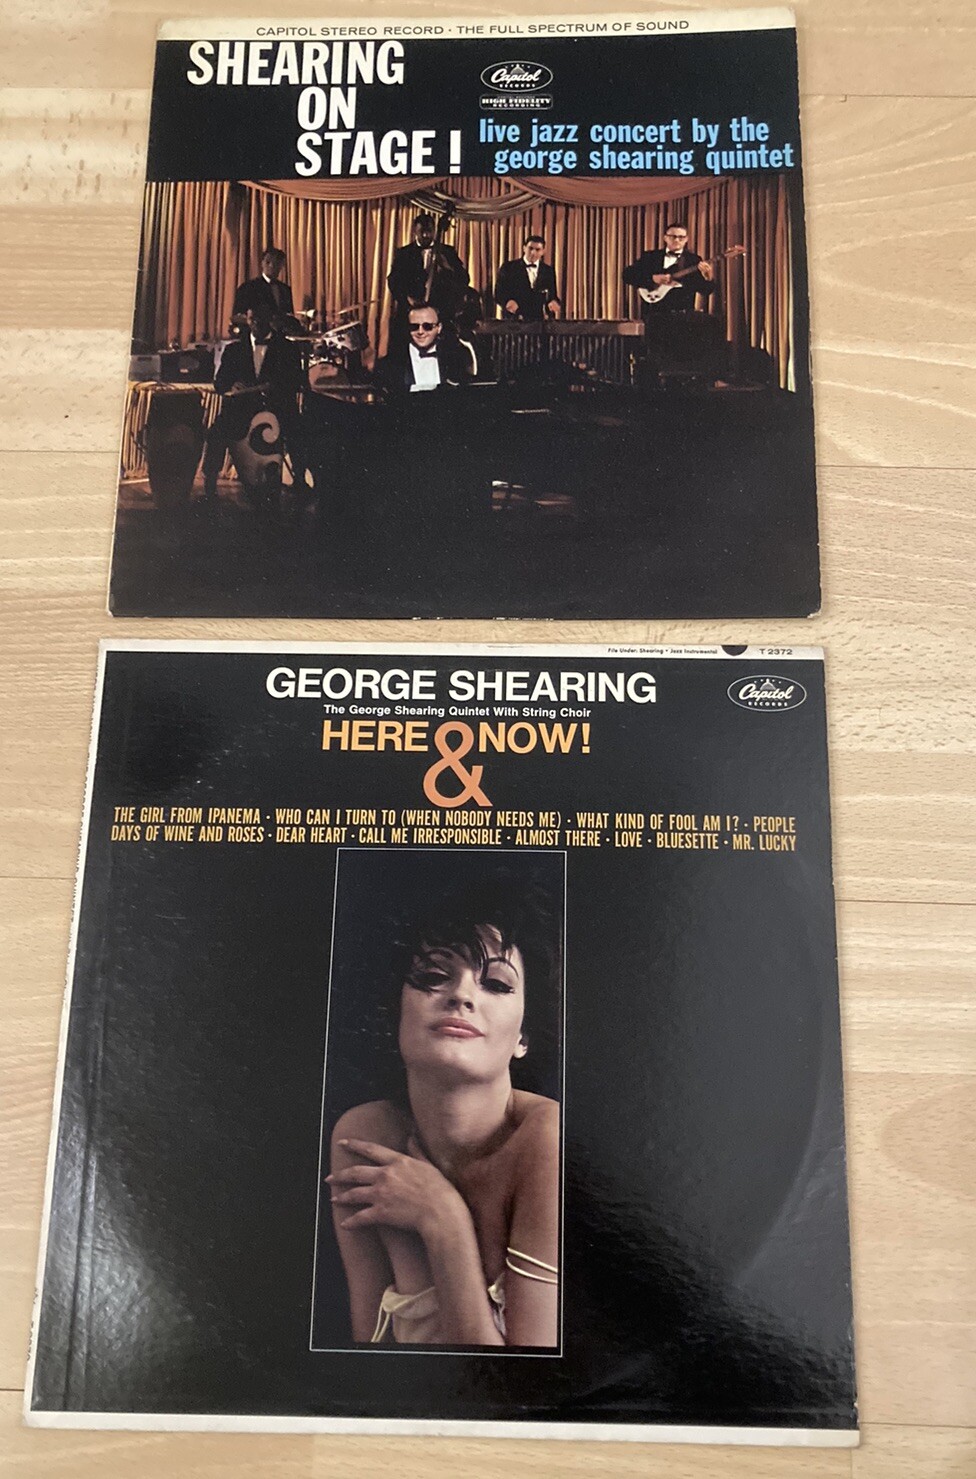 CAPITOL STEREO RECORD · THE FULL SPECTRUM OF SOUND
SHEARING
ON
STAGE!
Capitol
RECORDS
HIGH FIDELITY
RECORDING
live jazz concert by the
george shearing quintet
File Under: Shearing • Jazz Instrumental
T 2372
GEORGE SHEARING
The George Shearing Quintet With String Choir
HERE & NOW!
Capitol
RECORDS
THE GIRL FROM IPANEMA · WHO CAN I TURN TO (WHEN NOBODY NEEDS ME) · WHAT KIND OF FOOL AM I? · PEOPLE
DAYS OF WINE AND ROSES · DEAR HEART · CALL ME IRRESPONSIBLE · ALMOST THERE · LOVE · BLUESETTE · MR. LUCKY